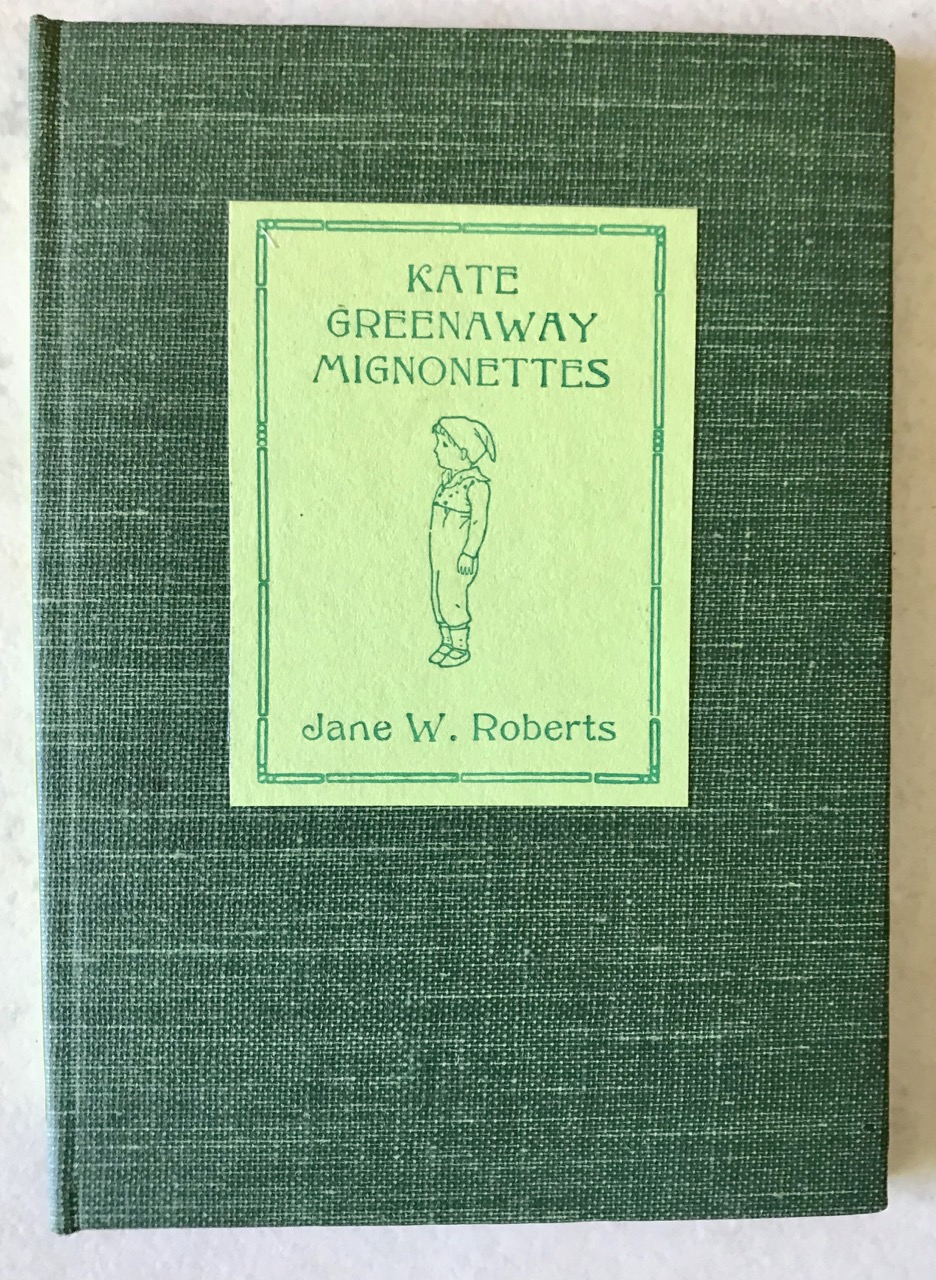 KATE
GREENAWAY
MIGNONETTES
Jane W. Roberts